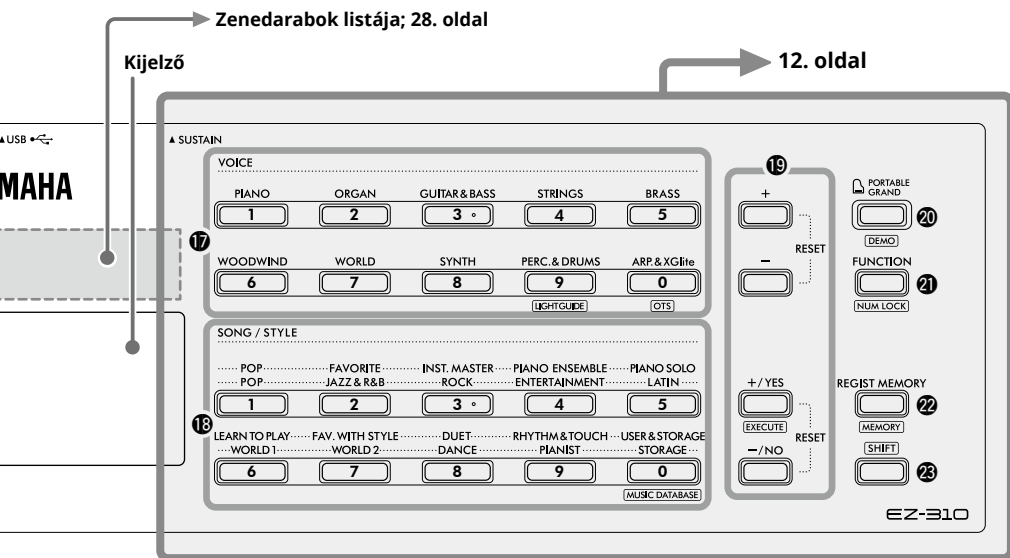 Zenedarabok listája; 28. oldal
Kijelző
12. oldal
USB
SUSTAIN
MAHA
VOICE
PIANO ORGAN GUITAR & BASS STRINGS BRASS
1 2 3 4 5
WOODWIND WORLD SYNTH PERC. & DRUMS ARP. & XGlite
6 7 8 9 0
LIGHTGUIDE OTS
⓱
SONG / STYLE
POP FAVORITE INST. MASTER PIANO ENSEMBLE PIANO SOLO
POP JAZZ & R&B ROCK ENTERTAINMENT LATIN
1 2 3 4 5
LEARN TO PLAY FAV. WITH STYLE DUET RHYTHM & TOUCH USER & STORAGE
WORLD 1 WORLD 2 DANCE PIANIST STORAGE
6 7 8 9 0
MUSIC DATABASE
⓲
⓳
+
RESET
−
+/YES
EXECUTE
RESET
−/NO
PORTABLE
GRAND
⓴
DEMO
FUNCTION
㉑
NUM LOCK
REGIST MEMORY
㉒
MEMORY
SHIFT
㉓
EZ-310